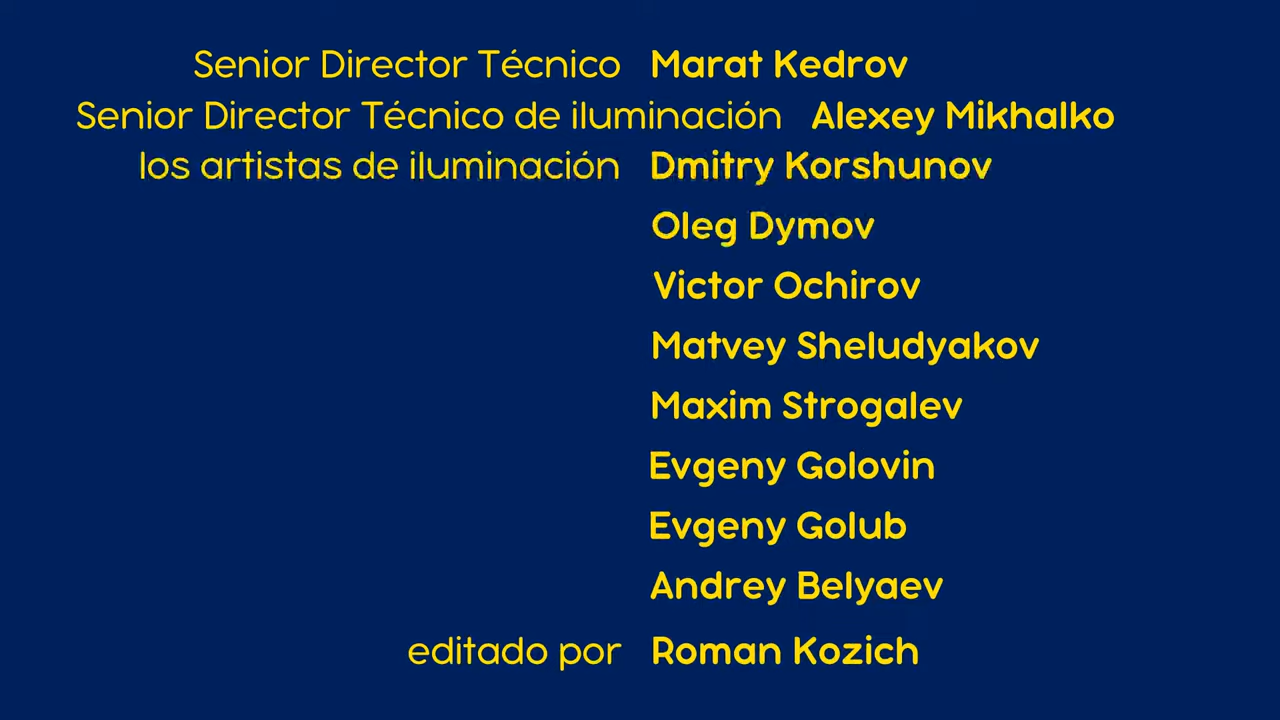 Senior Director Técnico Marat Kedrov
Senior Director Técnico de iluminación Alexey Mikhalko
los artistas de iluminación Dmitry Korshunov
Oleg Dymov
Victor Ochirov
Matvey Sheludyakov
Maxim Strogalev
Evgeny Golovin
Evgeny Golub
Andrey Belyaev
editado por Roman Kozich